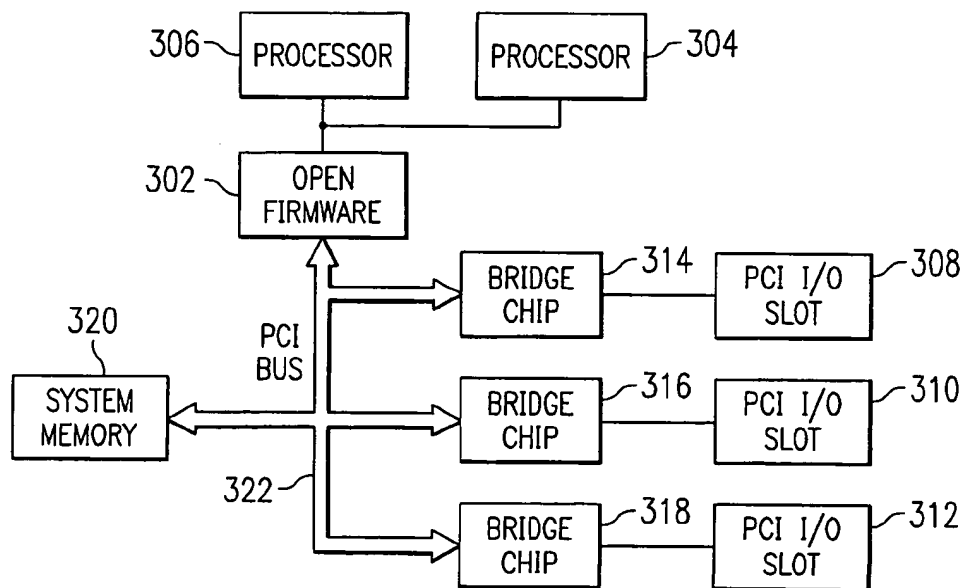 306
PROCESSOR
PROCESSOR
304
302
OPEN
FIRMWARE
314
308
BRIDGE
CHIP
PCI I/O
SLOT
320
PCI
BUS
SYSTEM
MEMORY
316
310
BRIDGE
CHIP
PCI I/O
SLOT
322
318
312
BRIDGE
CHIP
PCI I/O
SLOT